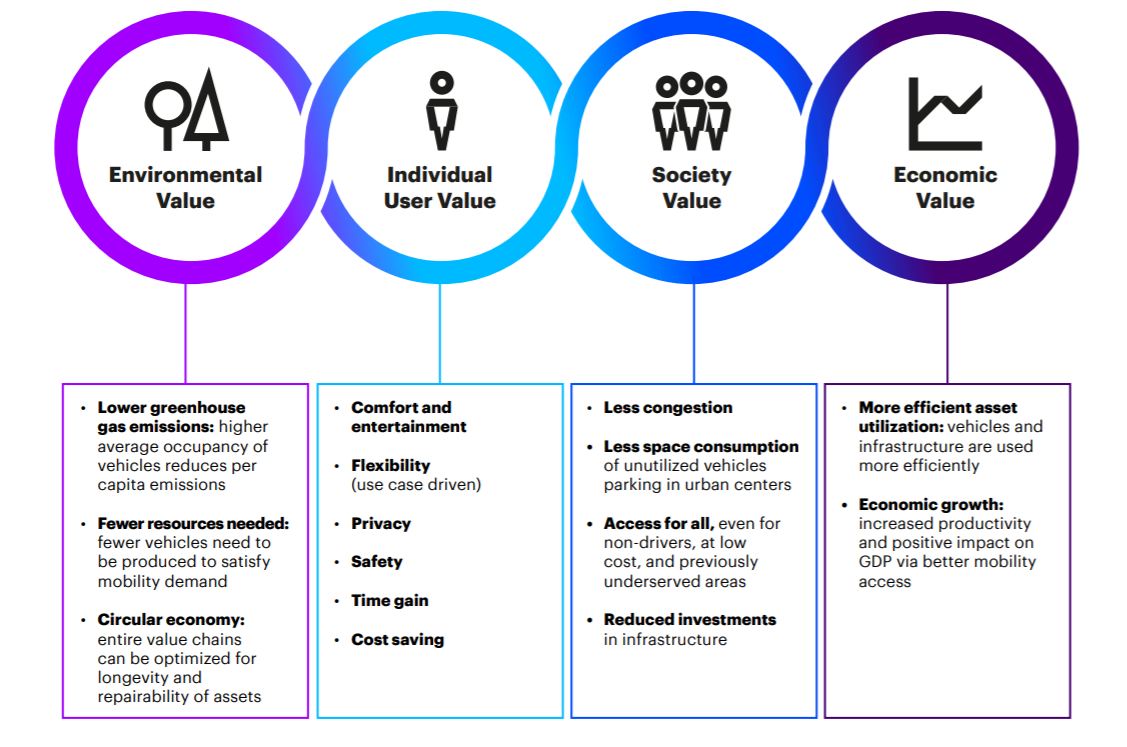 Environmental
Value
Individual
User Value
Society
Value
Economic
Value
• Lower greenhouse
gas emissions: higher
average occupancy of
vehicles reduces per
capita emissions
• Fewer resources needed:
fewer vehicles need to
be produced to satisfy
mobility demand
• Circular economy:
entire value chains
can be optimized for
longevity and
repairability of assets
• Comfort and
entertainment
• Flexibility
(use case driven)
• Privacy
• Safety
• Time gain
• Cost saving
• Less congestion
• Less space consumption
of unutilized vehicles
parking in urban centers
• Access for all, even for
non-drivers, at low
cost, and previously
underserved areas
• Reduced investments
in infrastructure
• More efficient asset
utilization: vehicles and
infrastructure are used
more efficiently
• Economic growth:
increased productivity
and positive impact on
GDP via better mobility
access